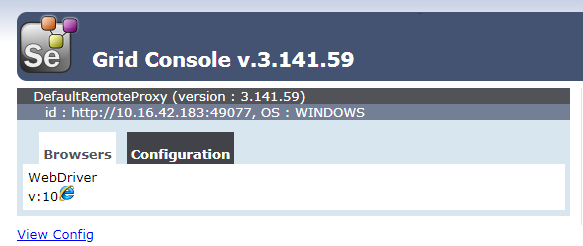 Se
Grid Console v.3.141.59
DefaultRemoteProxy (version : 3.141.59)
id : http://10.16.42.183:49077, OS : WINDOWS
Browsers Configuration
WebDriver
v:10
View Config